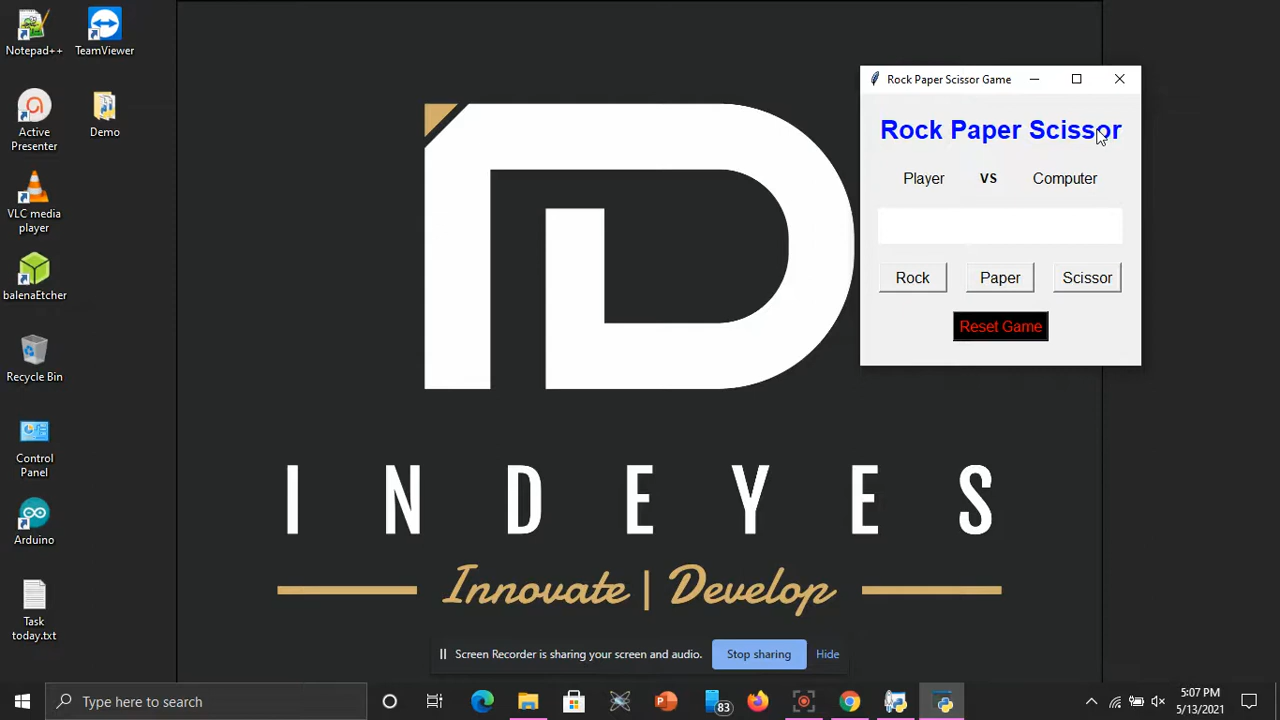 Notepad++
TeamViewer
Active
Presenter
Demo
VLC media
player
balenaEtcher
Recycle Bin
Control
Panel
Arduino
Task
today.txt
Rock Paper Scissor Game
Rock Paper Scissor
Player VS Computer
Rock Paper Scissor
Reset Game
INDEYES
Innovate | Develop
Screen Recorder is sharing your screen and audio. Stop sharing Hide
Type here to search
83
5:07 PM
5/13/2021